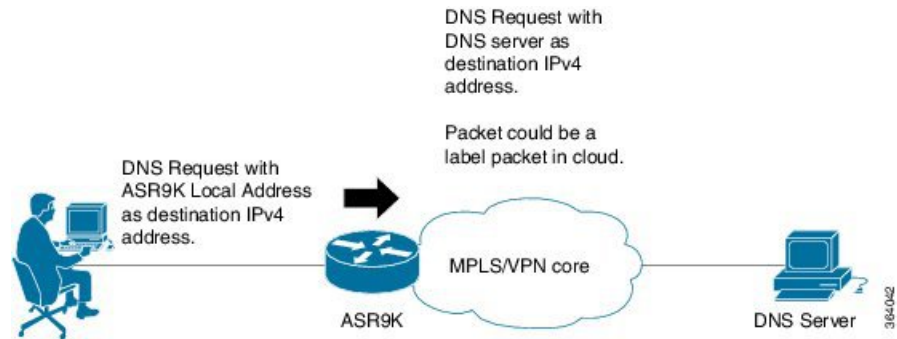 DNS Request with
DNS server as
destination IPv4
address.
Packet could be a
label packet in cloud.
DNS Request with
ASR9K Local Address
as destination IPv4
address.
MPLS/VPN core
ASR9K
DNS Server
364042